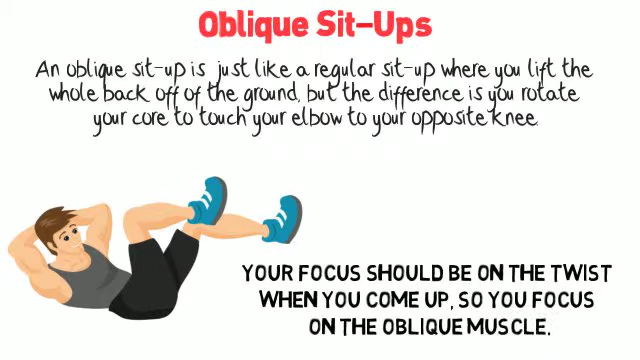 Oblique Sit-Ups
An oblique sit-up is just like a regular sit-up where you lift the
whole back off of the ground, but the difference is you rotate
your core to touch your elbow to your opposite knee.
YOUR FOCUS SHOULD BE ON THE TWIST
WHEN YOU COME UP, SO YOU FOCUS
ON THE OBLIQUE MUSCLE.